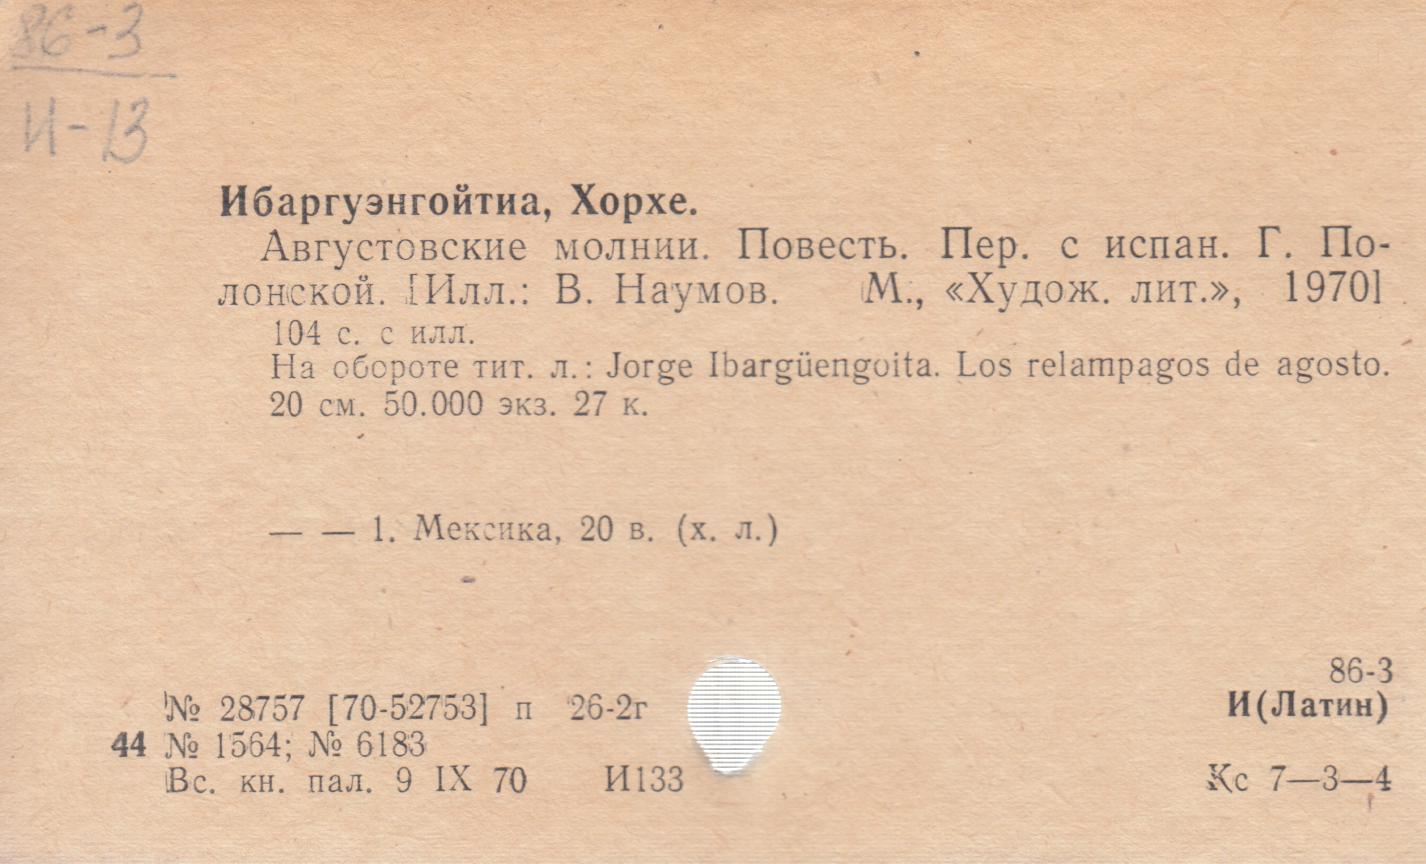 86-3
И-13
Ибаргуэнгойтиа, Хорхе.
Августовские молнии. Повесть. Пер. с испан. Г. По-
лонской. [Илл.: В. Наумов. М., «Худож. лит.», 1970]
104 с. с илл.
На обороте тит. л.: Jorge Ibargüengoita. Los relampagos de agosto.
20 см. 50.000 экз. 27 к.
— — 1. Мексика, 20 в. (х. л.)
86-3
И(Латин)
№ 28757 [70-52753] п 26-2г
44 № 1564; № 6183
Вс. кн. пал. 9 IX 70 И133
Кс 7—3—4